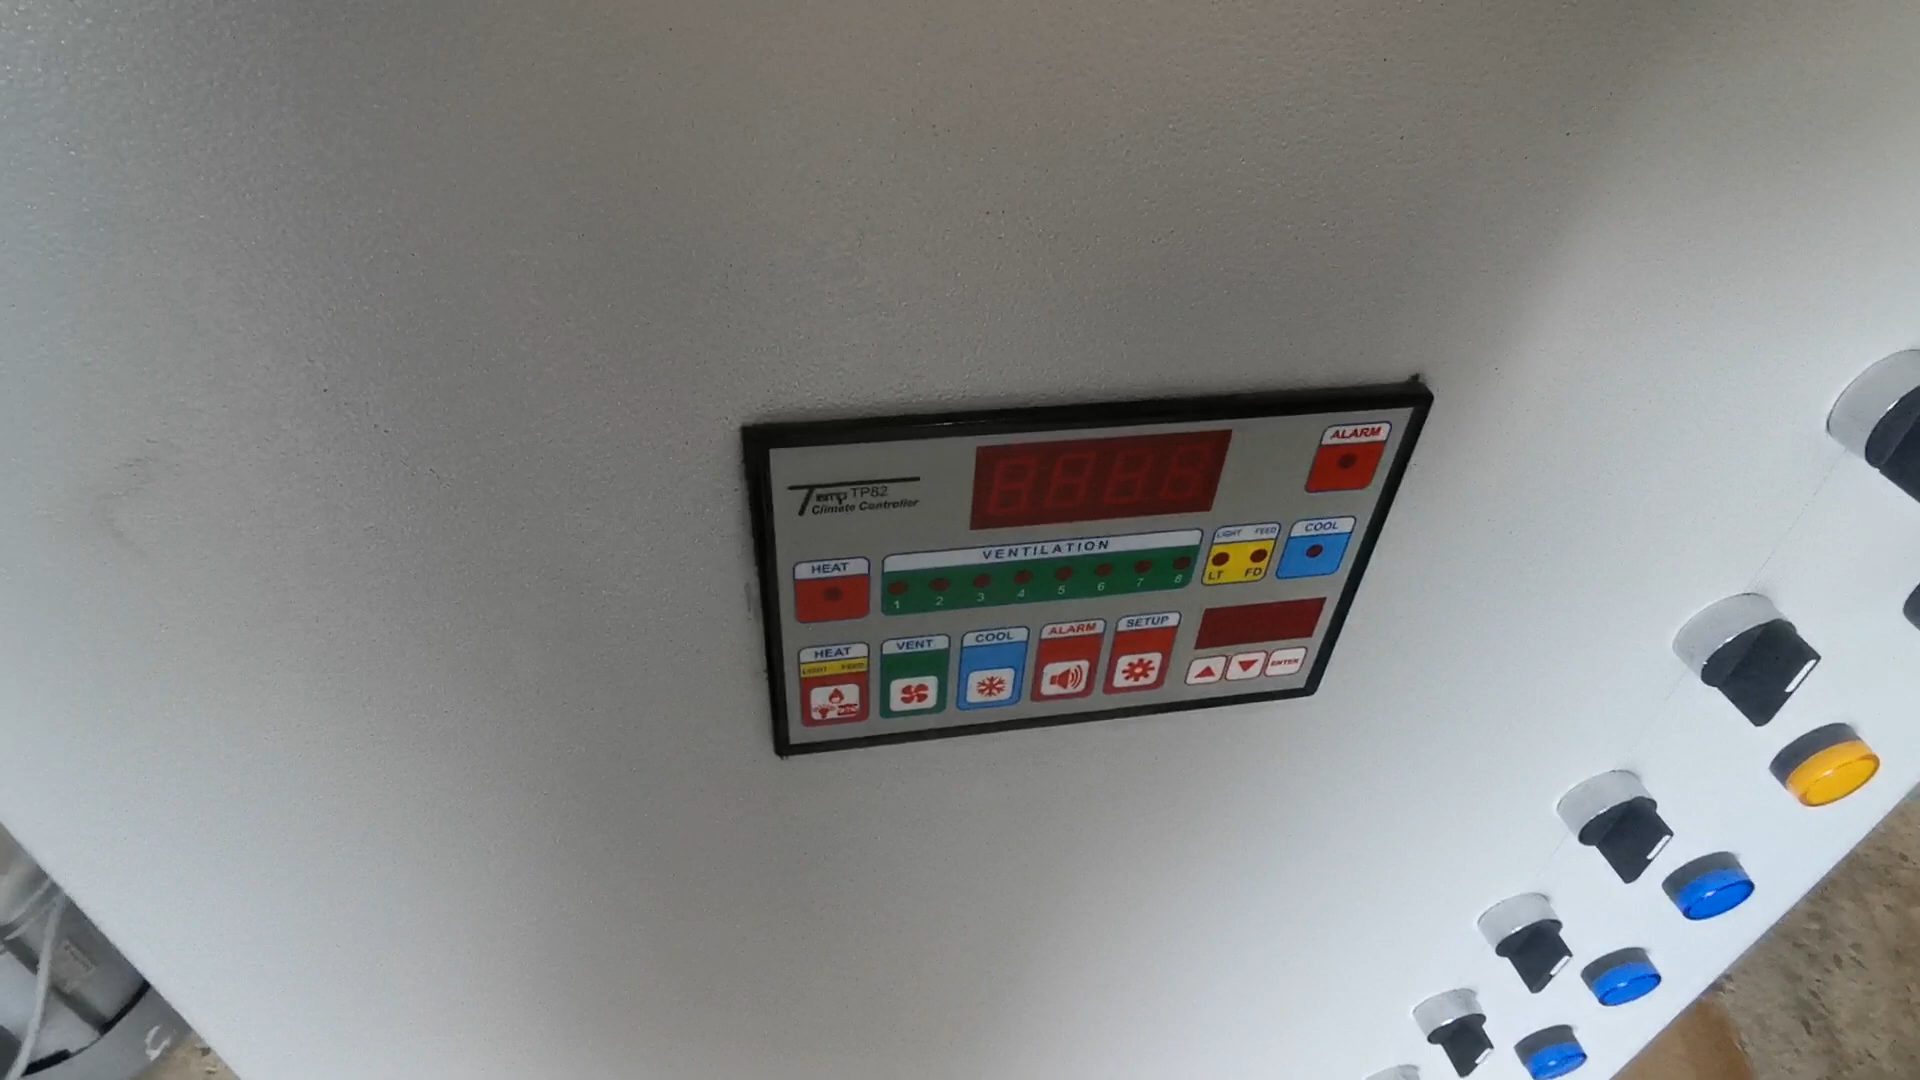 Temp TP82
Climate Controller
ALARM
VENTILATION
1 2 3 4 5 6 7 8
HEAT
LIGHT FEED
LT FD
COOL
HEAT
LIGHT FEED
VENT
COOL
ALARM
SETUP
ENTER